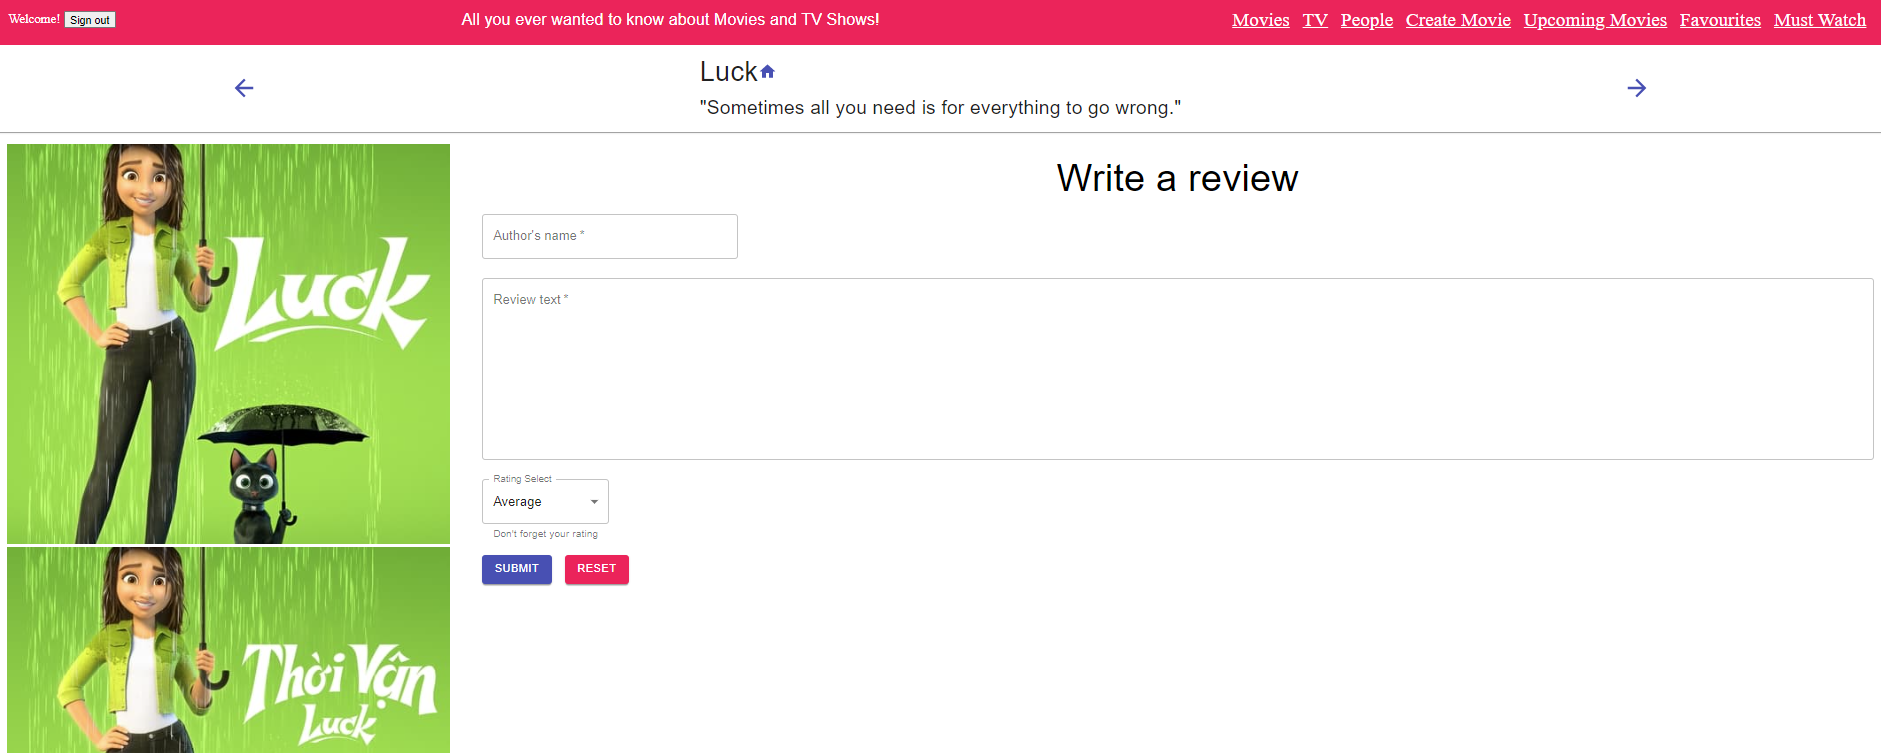 Welcome! Sign out
All you ever wanted to know about Movies and TV Shows!
Movies TV People Create Movie Upcoming Movies Favourites Must Watch
Luck
"Sometimes all you need is for everything to go wrong."
Luck
Thời Vận
Luck
Write a review
Author's name *
Review text *
Rating Select
Average
Don't forget your rating
SUBMIT RESET